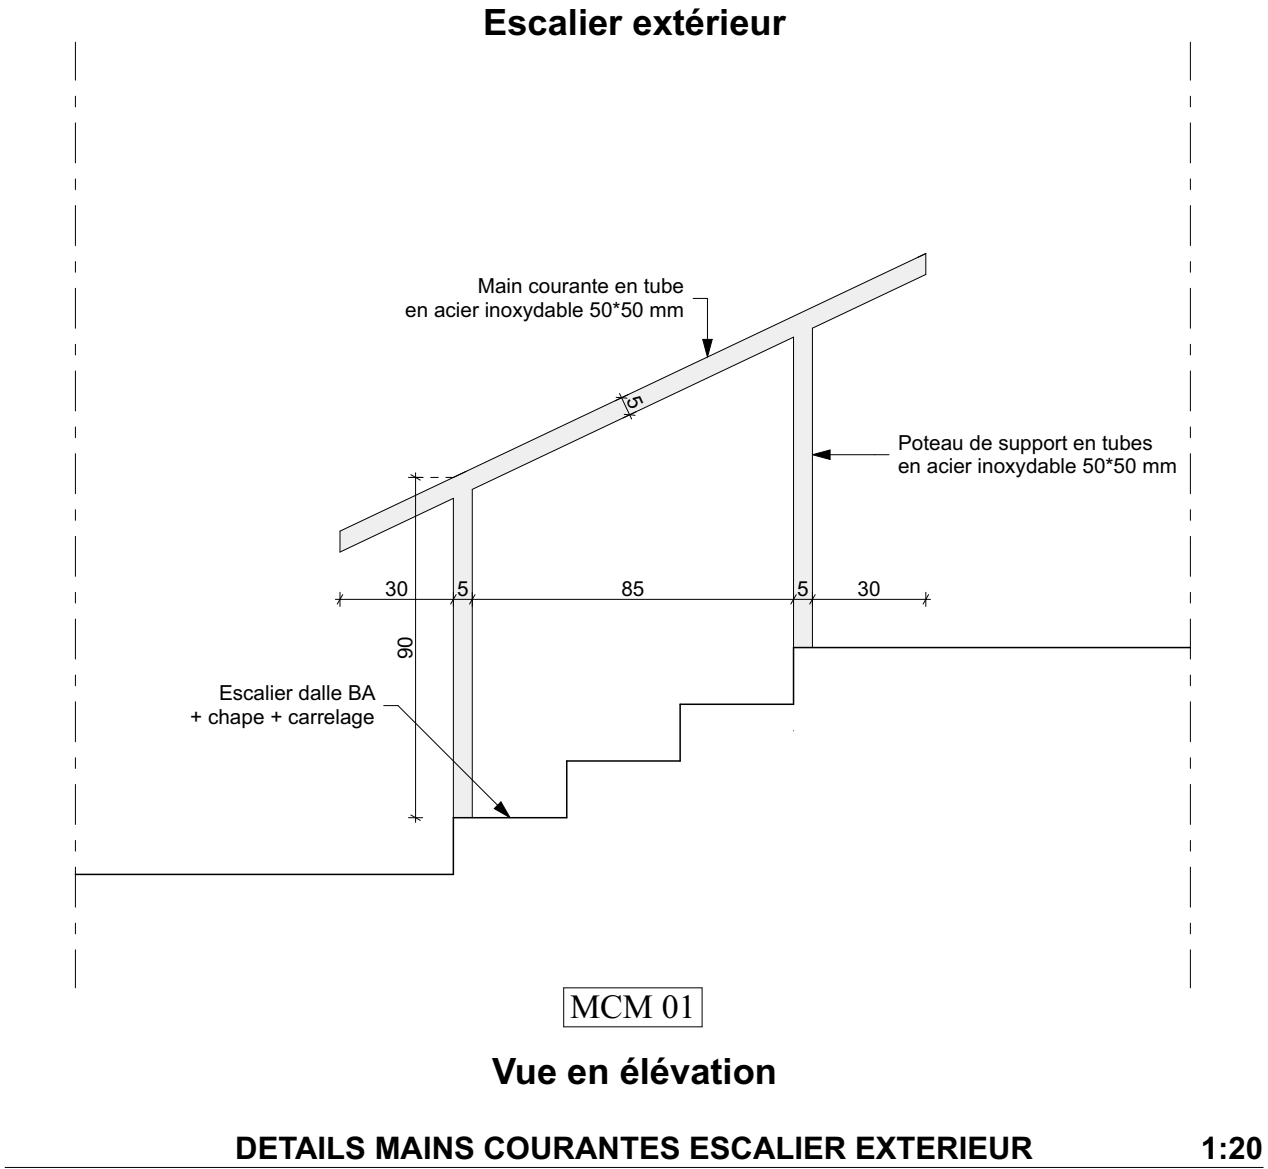 Escalier extérieur
Main courante en tube
en acier inoxydable 50*50 mm
5
Poteau de support en tubes
en acier inoxydable 50*50 mm
30
5
85
5
30
90
Escalier dalle BA
+ chape + carrelage
MCM 01
Vue en élévation
DETAILS MAINS COURANTES ESCALIER EXTERIEUR 1:20